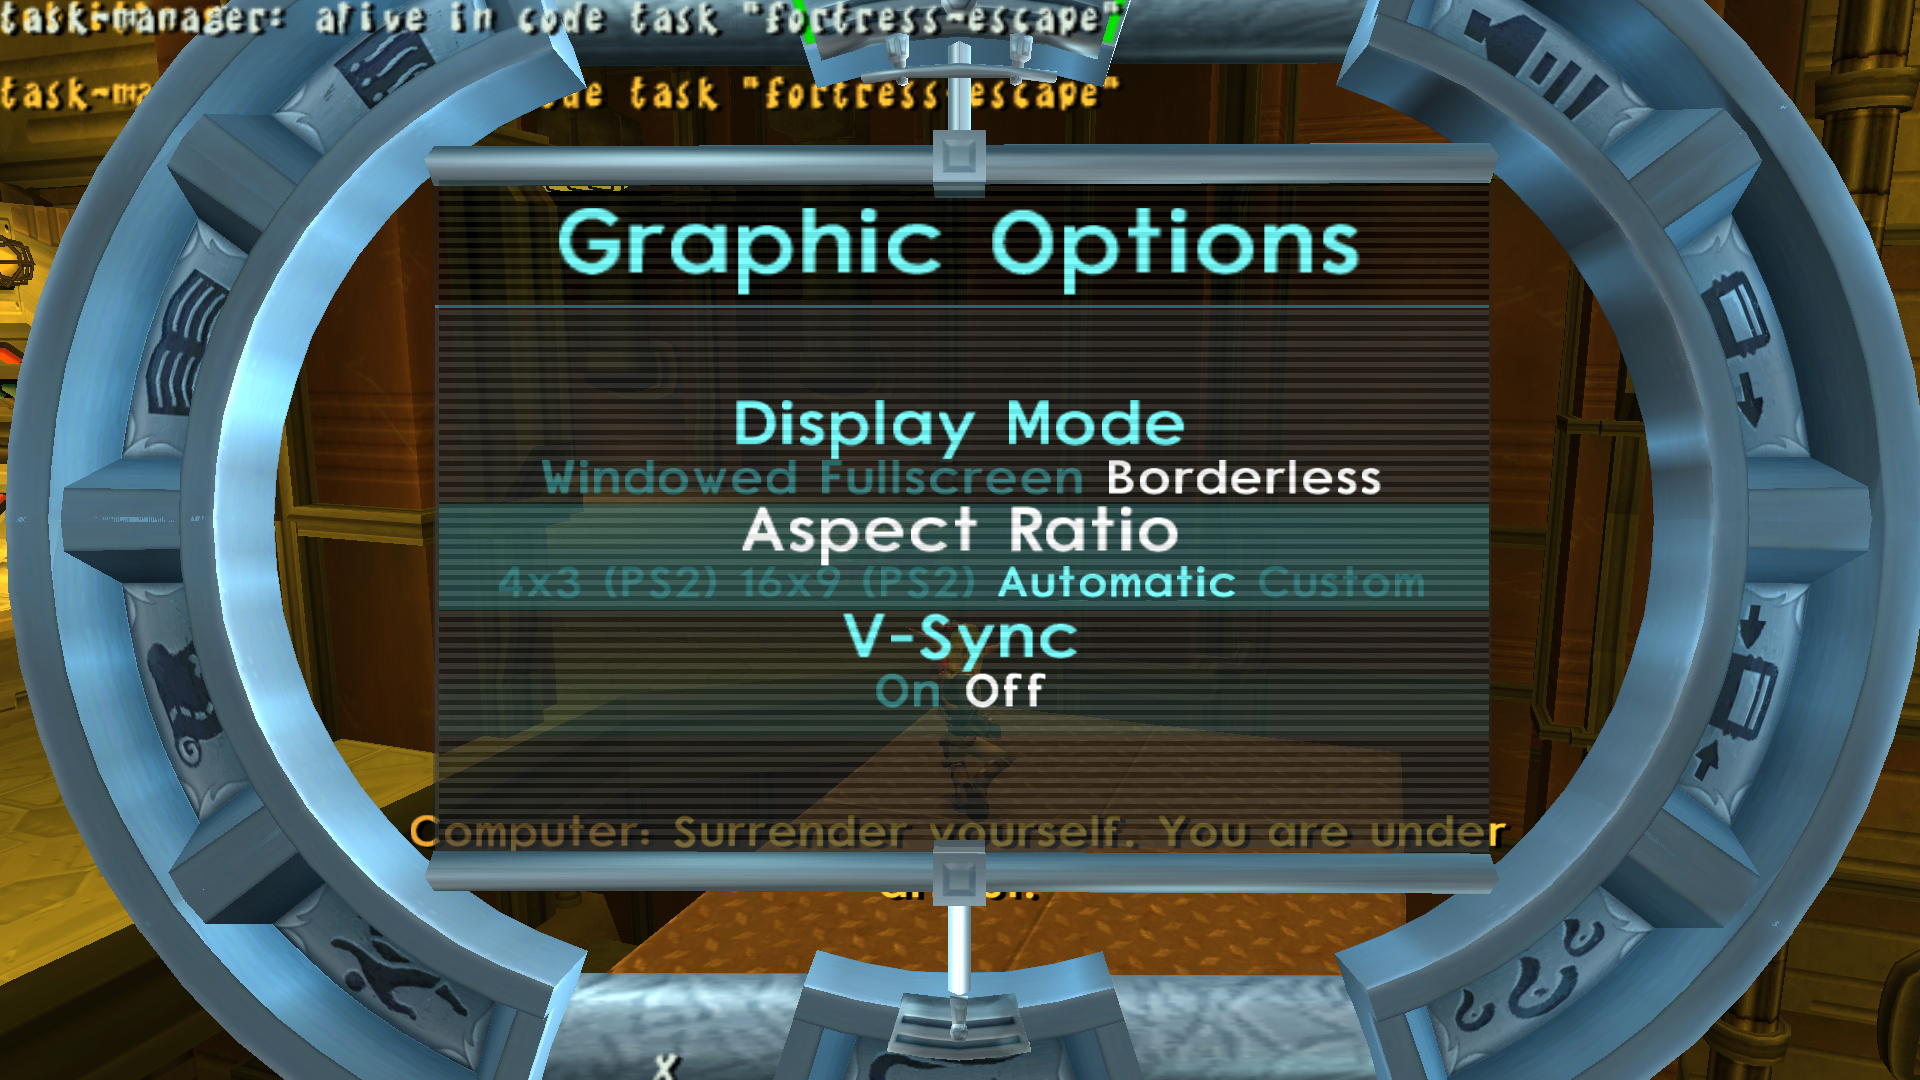 task-manager: alive in code task "fortress-escape"
task-ma de task "fortress-escape"
Graphic Options
Display Mode
Windowed Fullscreen Borderless
Aspect Ratio
4x3 (PS2) 16x9 (PS2) Automatic Custom
V-Sync
On Off
Computer: Surrender yourself. You are under
x